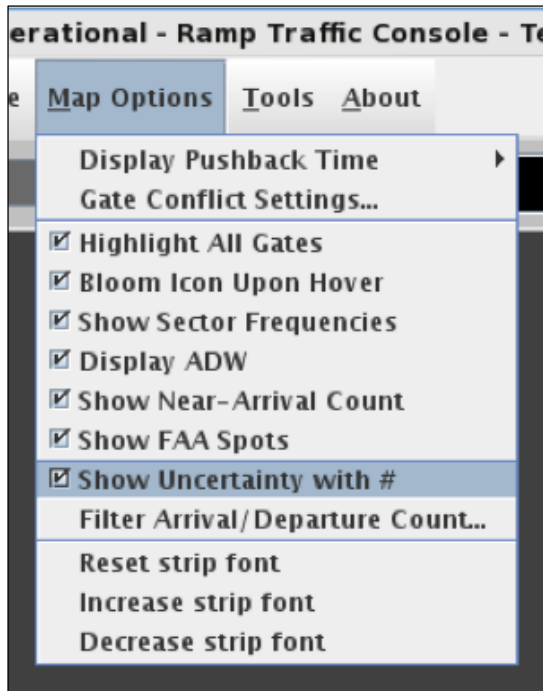 erational - Ramp Traffic Console - Te
e Map Options Tools About
Display Pushback Time
Gate Conflict Settings...
Highlight All Gates
Bloom Icon Upon Hover
Show Sector Frequencies
Display ADW
Show Near-Arrival Count
Show FAA Spots
Show Uncertainty with #
Filter Arrival/Departure Count...
Reset strip font
Increase strip font
Decrease strip font